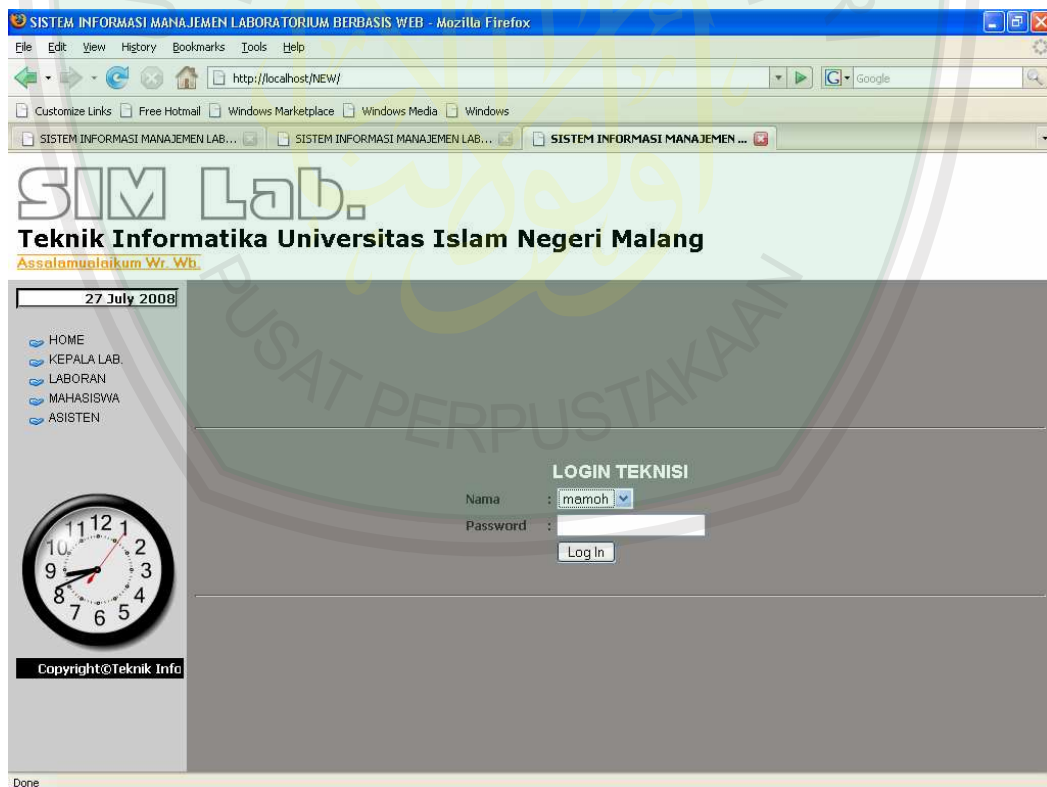 SISTEM INFORMASI MANAJEMEN LABORATORIUM BERBASIS WEB - Mozilla Firefox
File Edit View History Bookmarks Tools Help
http://localhost/NEW/
Google
Customize Links Free Hotmail Windows Marketplace Windows Media Windows
SISTEM INFORMASI MANAJEMEN LAB... SISTEM INFORMASI MANAJEMEN LAB... SISTEM INFORMASI MANAJEMEN ...
SIM Lab.
Teknik Informatika Universitas Islam Negeri Malang
Assalamualaikum Wr. Wb.
27 July 2008
HOME
KEPALA LAB.
LABORAN
MAHASISWA
ASISTEN
PUSAT PERPUSTAKAAN
LOGIN TEKNISI
Nama : mamoh
Password :
Log In
12 1 2 3 4 5 6 7 8 9 10 11
Copyright©Teknik Info
Done